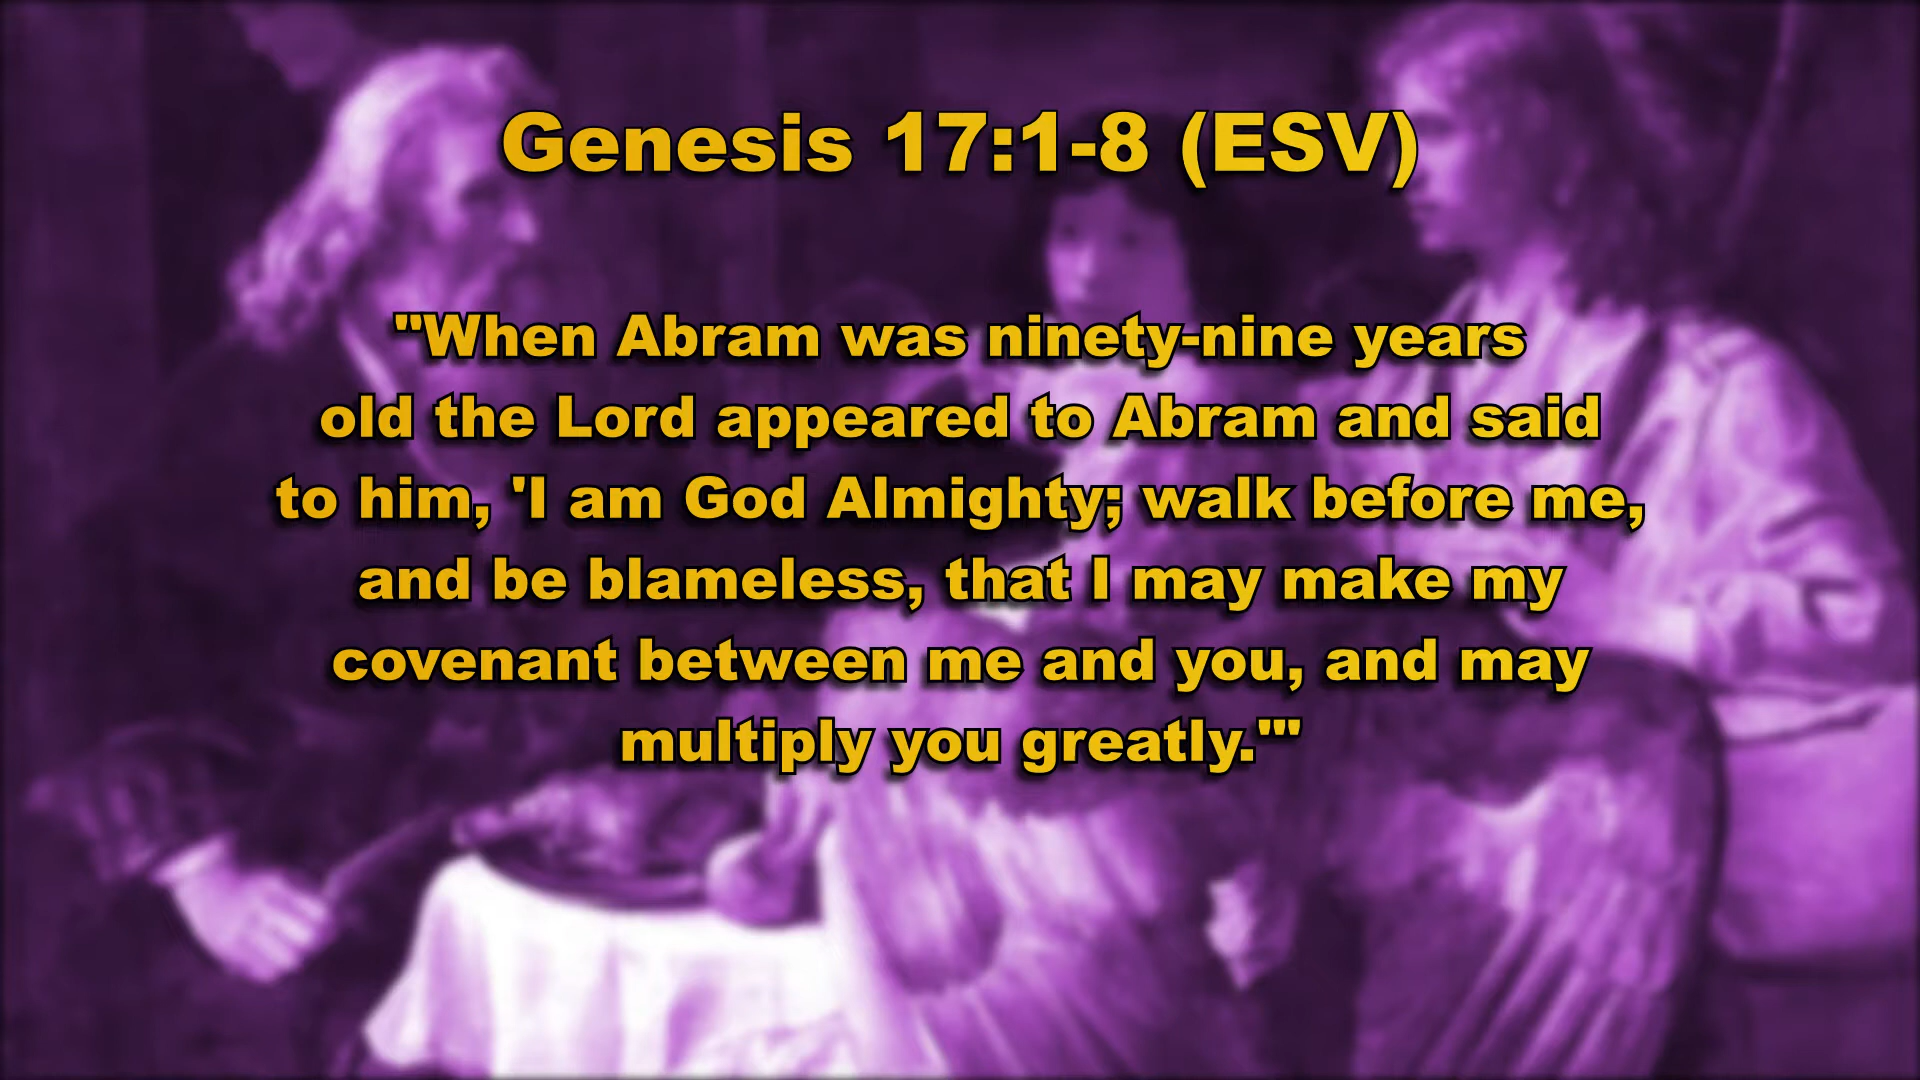 Genesis 17:1-8 (ESV)
"When Abram was ninety-nine years
old the Lord appeared to Abram and said
to him, 'I am God Almighty; walk before me,
and be blameless, that I may make my
covenant between me and you, and may
multiply you greatly.'"